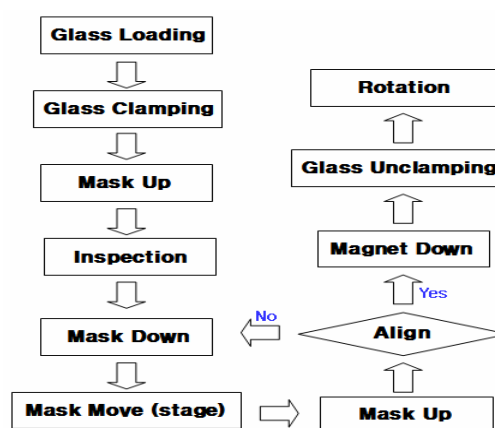 Glass Loading
Glass Clamping
Mask Up
Inspection
Mask Down
Mask Move (stage)
Mask Up
Align
No
Yes
Magnet Down
Glass Unclamping
Rotation